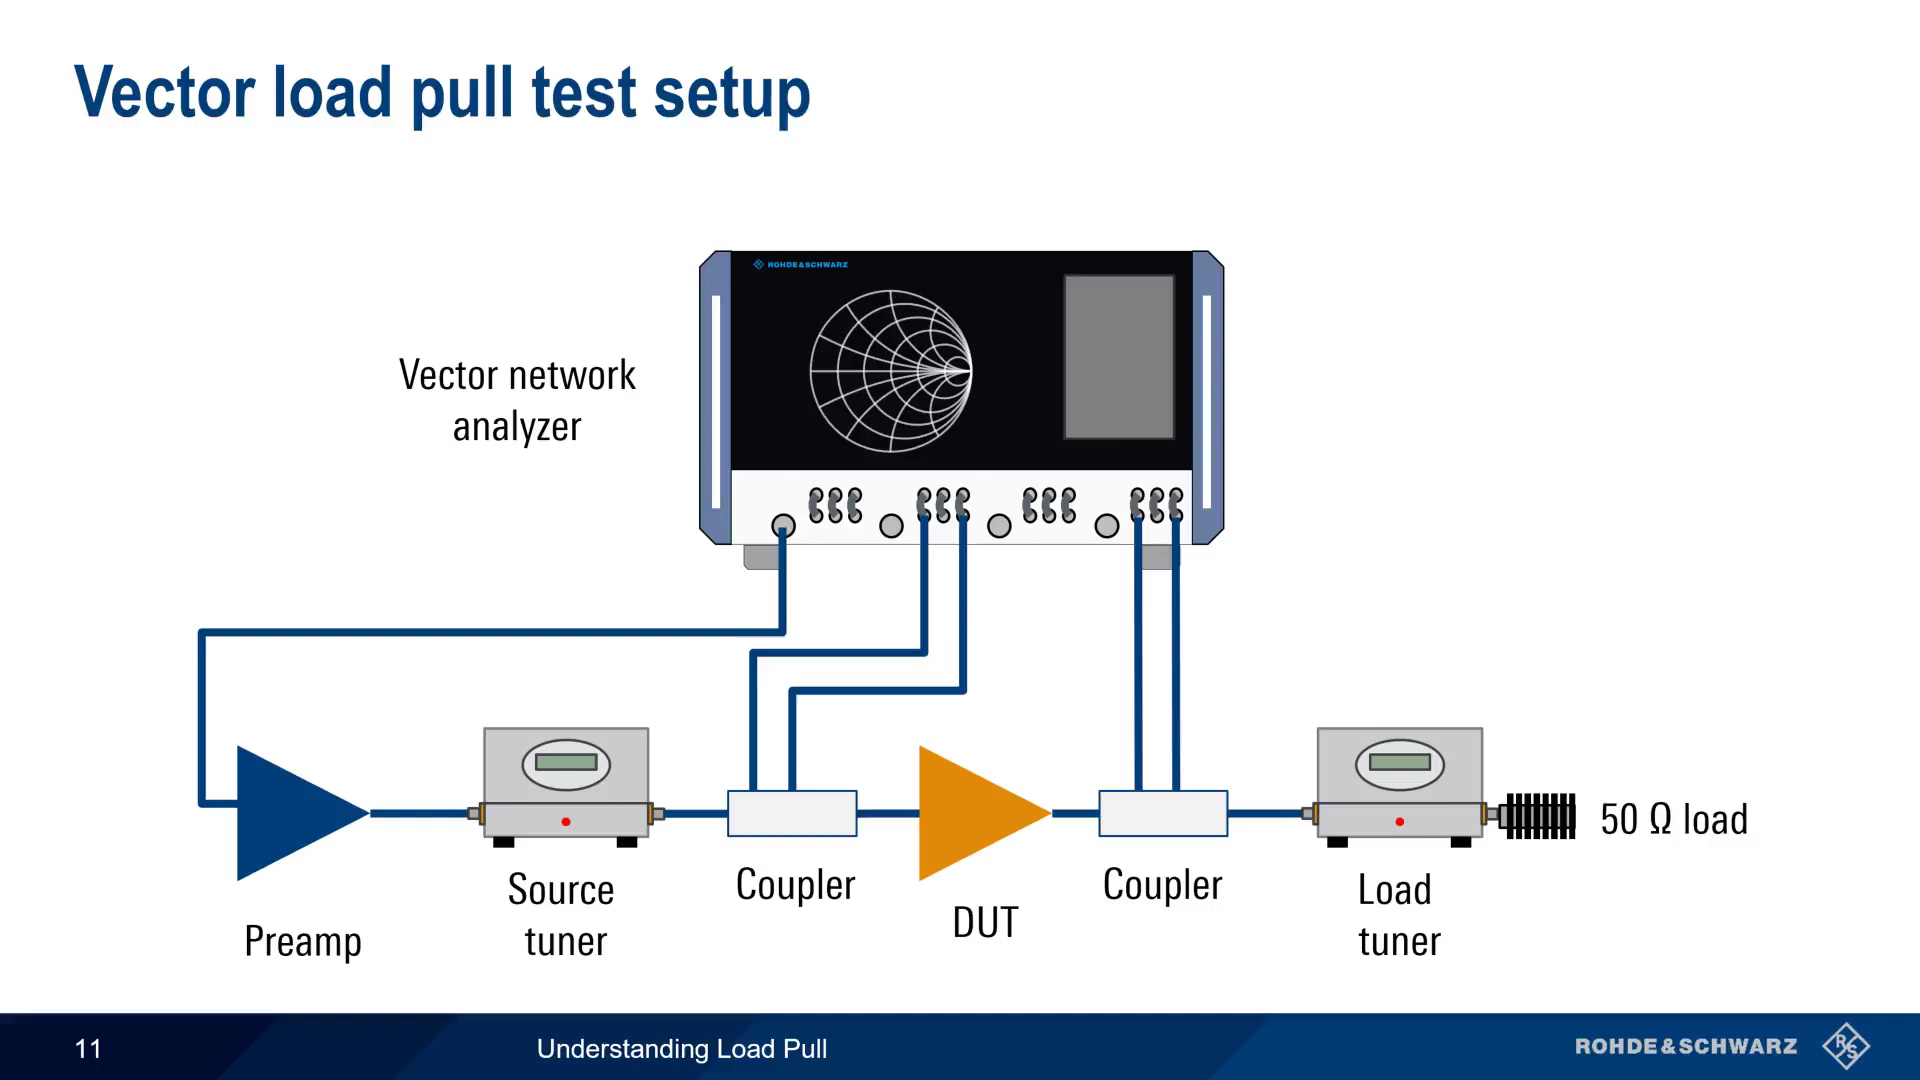 Vector load pull test setup
ROHDE&SCHWARZ
Vector network
analyzer
50 Ω load
Source
tuner
Coupler
Coupler
Load
tuner
DUT
Preamp
11
Understanding Load Pull
ROHDE&SCHWARZ
R
S